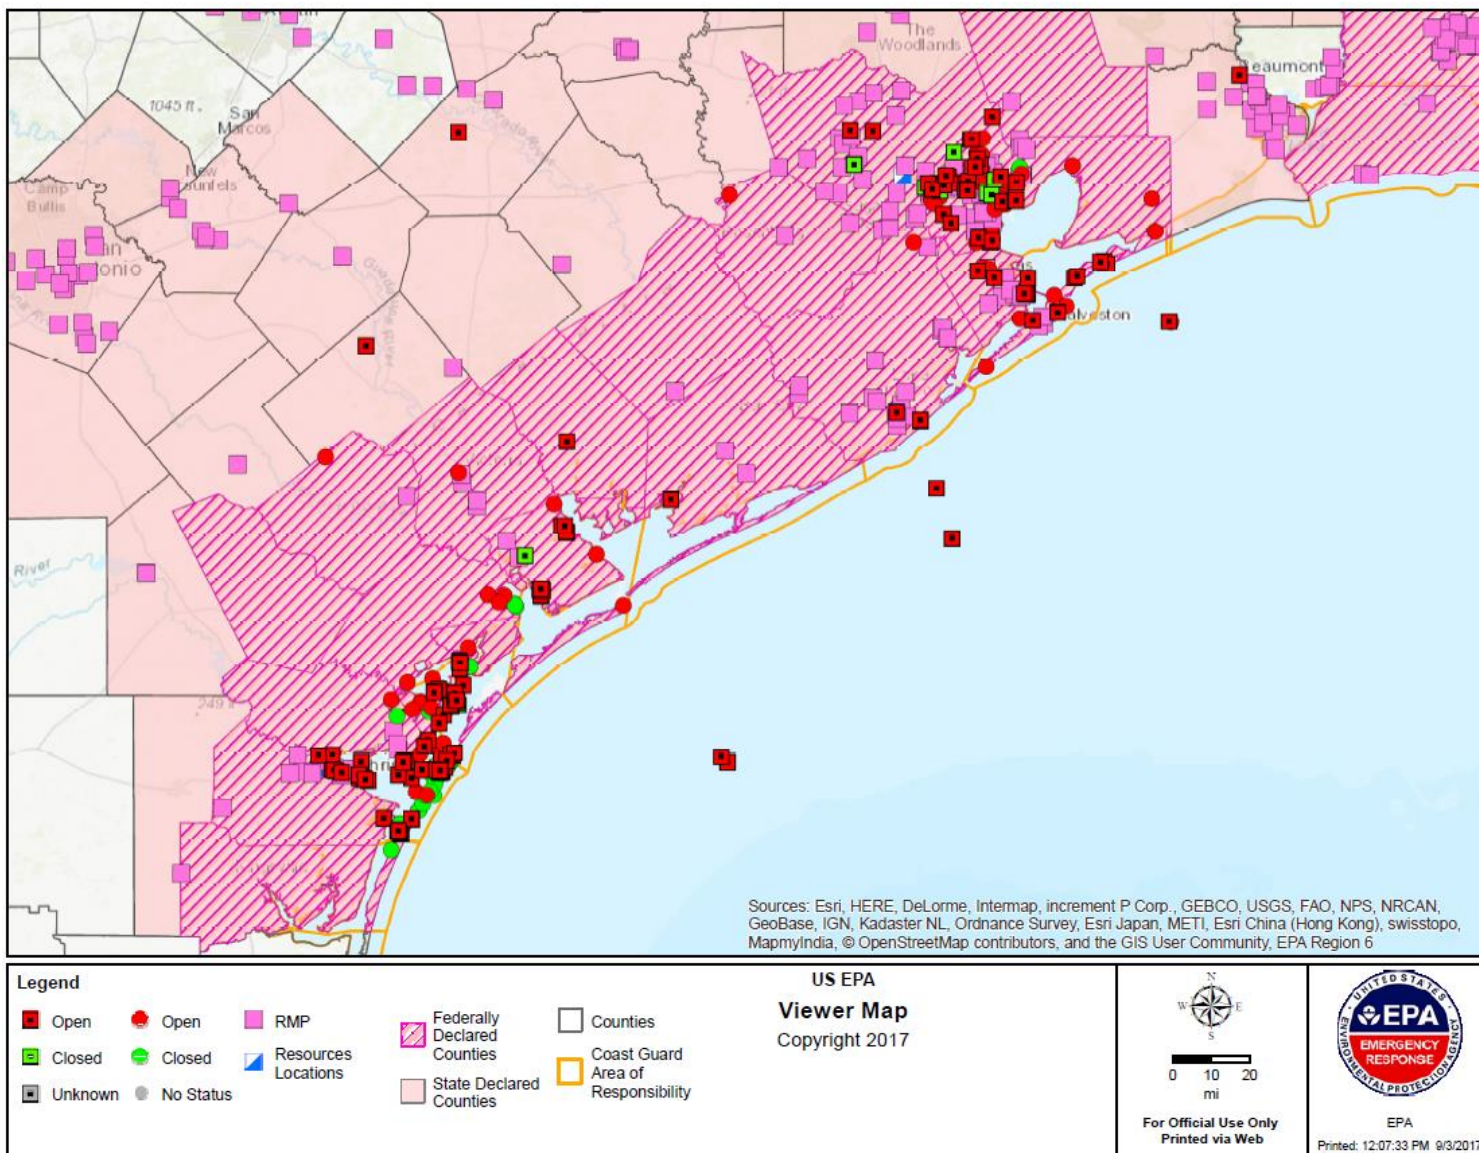 The
Woodlands
Beaumont
1045 ft.
San
Marcos
New
Camp
Bullis
River
249 ft
Sources: Esri, HERE, DeLorme, Intermap, increment P Corp., GEBCO, USGS, FAO, NPS, NRCAN,
GeoBase, IGN, Kadaster NL, Ordnance Survey, Esri Japan, METI, Esri China (Hong Kong), swisstopo,
MapmyIndia, © OpenStreetMap contributors, and the GIS User Community, EPA Region 6
Legend
Open
Closed
Unknown
Open
Closed
No Status
RMP
Resources
Locations
Federally
Declared
Counties
State Declared
Counties
Counties
Coast Guard
Area of
Responsibility
US EPA
Viewer Map
Copyright 2017
N
W
E
S
0 10 20
mi
For Official Use Only
Printed via Web
UNITED STATES
EPA
EMERGENCY
RESPONSE
ENVIRONMENTAL PROTECTION AGENCY
EPA
Printed: 12:07:33 PM 9/3/2017